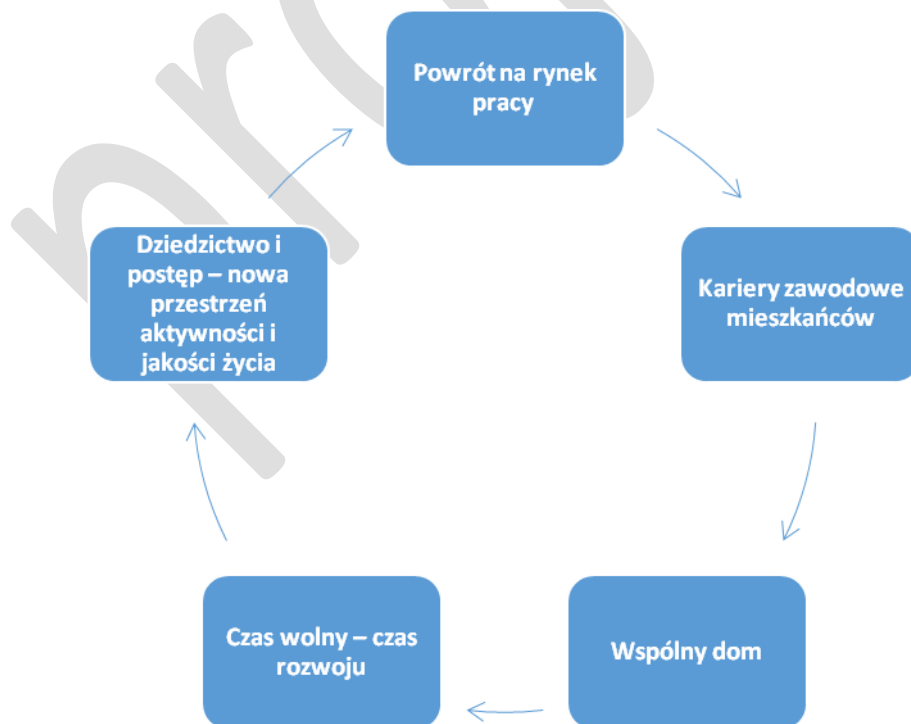 Powrót na rynek
pracy
Kariery zawodowe
mieszkańców
Wspólny dom
Czas wolny – czas
rozwoju
Dziedzictwo i
postęp – nowa
przestrzeń
aktywności i
jakości życia